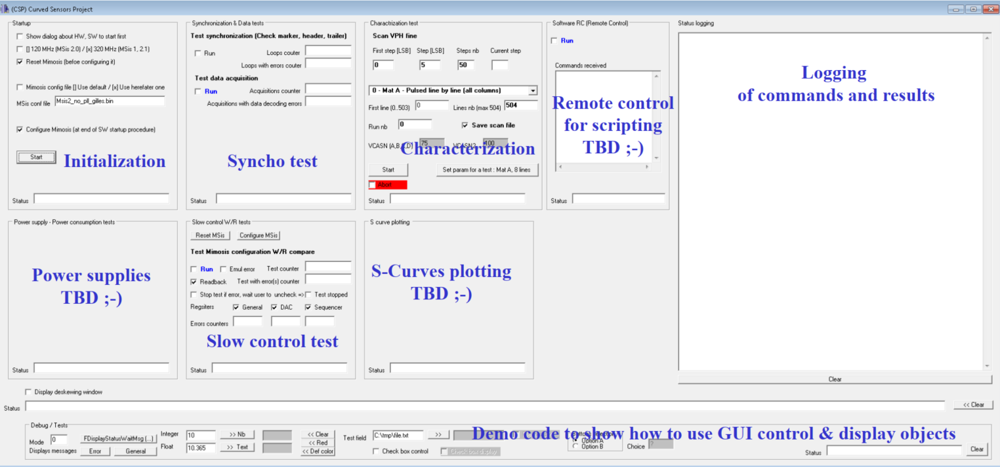 (CSP) Curved Sensors Project
Startup
Show dialog about HW, SW to start first
[] 120 MHz (MSis 2.0) / [x] 320 MHz (MSis 1, 2.1)
Reset Mimosis (befoe configuring it)
Mimosis config file [] Use default / [x] Use herefater one
MSis conf file Msis2_no_pll_gilles.bin
Configure Mimosis (at end of SW startup procedure)
Start
Initialization
Status
Synchronization & Data tests
Test synchronization (Check marker, header, trailer)
Run Loops couter
Loops with errors couter
Test data acquisition
Run Acquisitions counter
Acquisitions with data decoding errors
Syncho test
Status
Charactrization test
Scan VPH fine
First step [LSB] Step [LSB] Steps nb Current step
0 5 50
0 - Mat A - Pulsed line by line (all columns)
First line (0..503) 0 Lines nb (max 504) 504
Run nb 0 Save scan file
VCASN (A,B,C,D) 75 VCASN2 100
Characterization
Start Set param for a test : Mat A, 8 lines
Abort
Status
Software RC (Remote Control)
Run
Commands received
Remote control
for scripting
TBD ;-)
Status
Status logging
Logging
of commands and results
Clear
Power supply - Power consumption tests
Power supplies
TBD ;-)
Status
Slow control W/R tests
Reset MSis Configure MSis
Test Mimosis configuration W/R compare
Run Emul error Test counter
Readback Test with error(s) counter
Stop test if error, wait user to uncheck => Test stopped
Regsiters General DAC Sequencer
Errors counters
Slow control test
Status
S curve plotting
S-Curves plotting
TBD ;-)
Status
Display deskewing window
Status << Clear
Debug / Tests
Mode 0 FDisplayStatusWaitMsg (...)
Displays messages Error General
Integer 10 >> Nb
Float 10.365 >> Text
<< Clear
<< Red
<< Def color
Test field C:\tmp\file.txt >>
Check box control Check box display
Demo code to show how to use GUI control & display objects
Option A
Option B
Choice ?
Status Clear